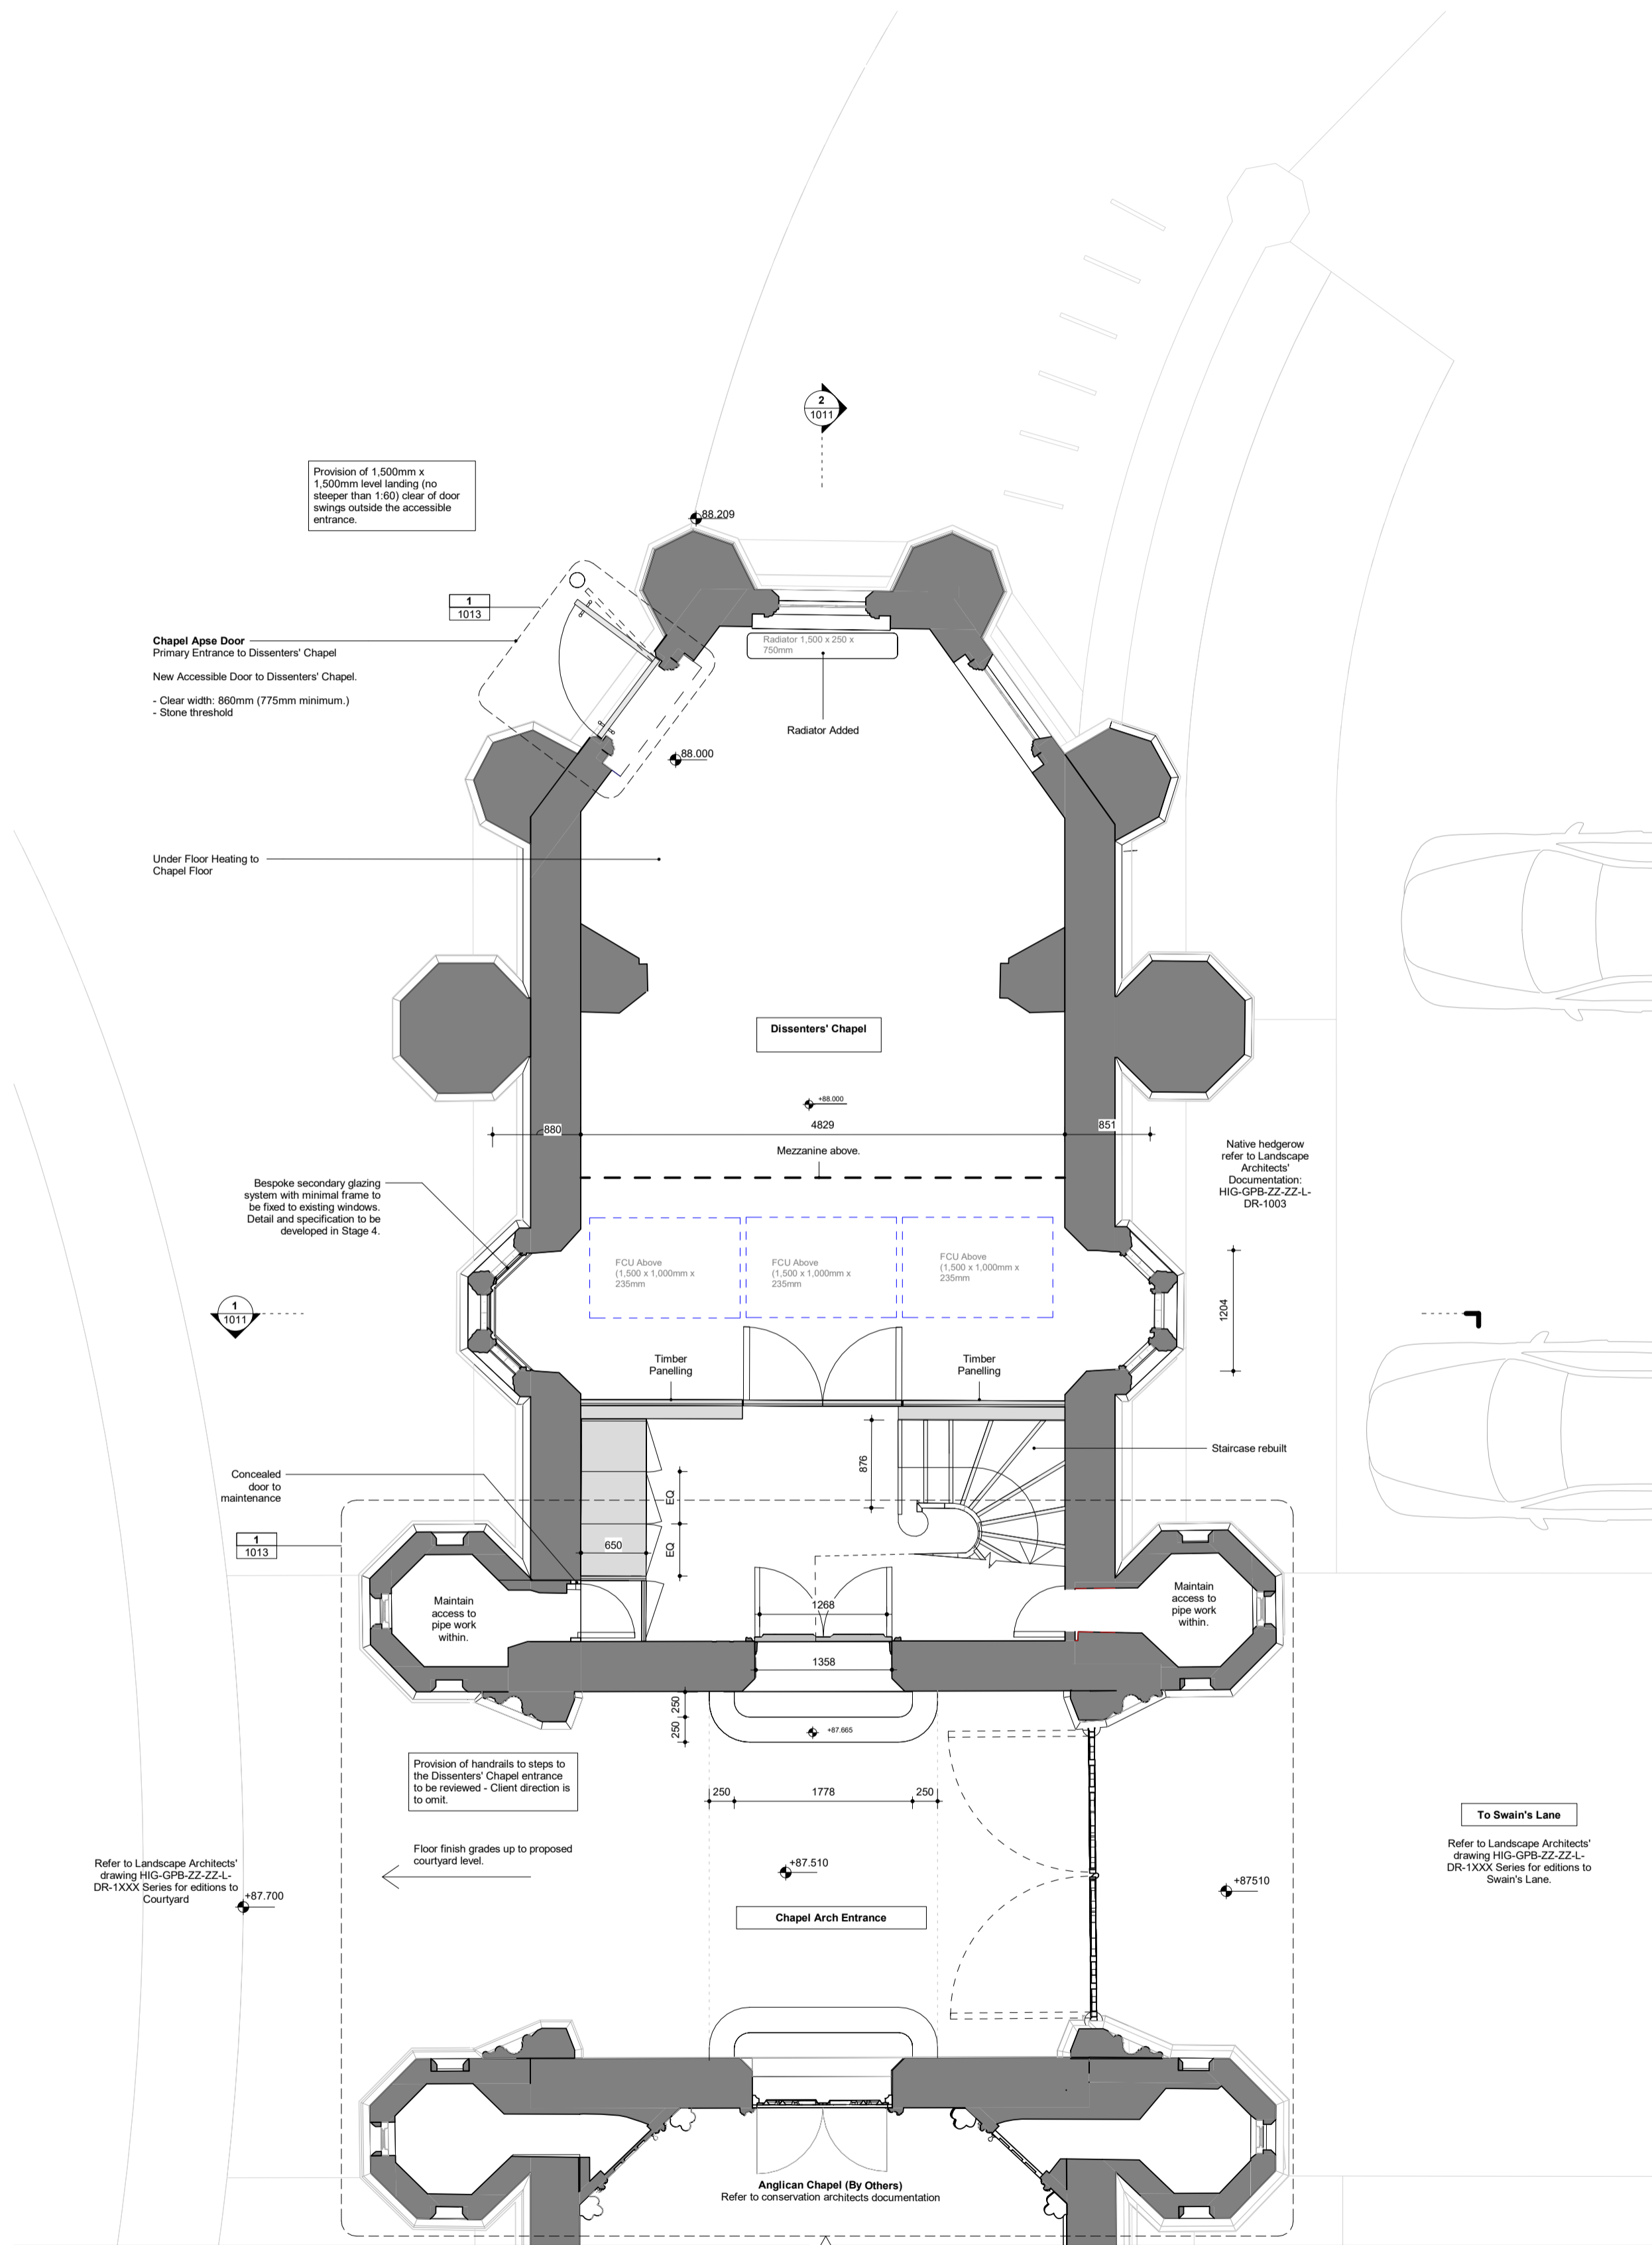 2
1011
Provision of 1,500mm x
1,500mm level landing (no
steeper than 1:60) clear of door
swings outside the accessible
entrance.
88.209
1
1013
Chapel Apse Door
Primary Entrance to Dissenters' Chapel
New Accessible Door to Dissenters' Chapel.
- Clear width: 860mm (775mm minimum.)
- Stone threshold
Radiator 1,500 x 250 x
750mm
Radiator Added
88.000
Under Floor Heating to
Chapel Floor
Dissenters' Chapel
+88.000
880
4829
851
Mezzanine above.
Native hedgerow
refer to Landscape
Architects'
Documentation:
HIG-GPB-ZZ-ZZ-L-
DR-1003
Bespoke secondary glazing
system with minimal frame to
be fixed to existing windows.
Detail and specification to be
developed in Stage 4.
FCU Above
(1,500 x 1,000mm x
235mm
FCU Above
(1,500 x 1,000mm x
235mm
FCU Above
(1,500 x 1,000mm x
235mm
1204
1
1011
Timber
Panelling
Timber
Panelling
876
Staircase rebuilt
Concealed
door to
maintenance
EQ
EQ
650
1
1013
Maintain
access to
pipe work
within.
Maintain
access to
pipe work
within.
1268
1358
250
250
+87.665
Provision of handrails to steps to
the Dissenters' Chapel entrance
to be reviewed - Client direction is
to omit.
250
1778
250
To Swain's Lane
Refer to Landscape Architects'
drawing HIG-GPB-ZZ-ZZ-L-
DR-1XXX Series for editions to
Swain's Lane.
Floor finish grades up to proposed
courtyard level.
Refer to Landscape Architects'
drawing HIG-GPB-ZZ-ZZ-L-
DR-1XXX Series for editions to
Courtyard
+87.700
+87.510
+87510
Chapel Arch Entrance
Anglican Chapel (By Others)
Refer to conservation architects documentation